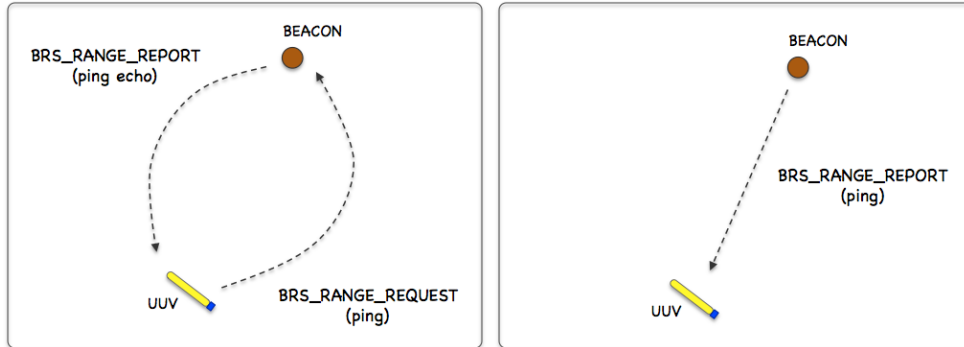 BEACON
BRS_RANGE_REPORT
(ping echo)
UUV
BRS_RANGE_REQUEST
(ping)
BEACON
BRS_RANGE_REPORT
(ping)
UUV